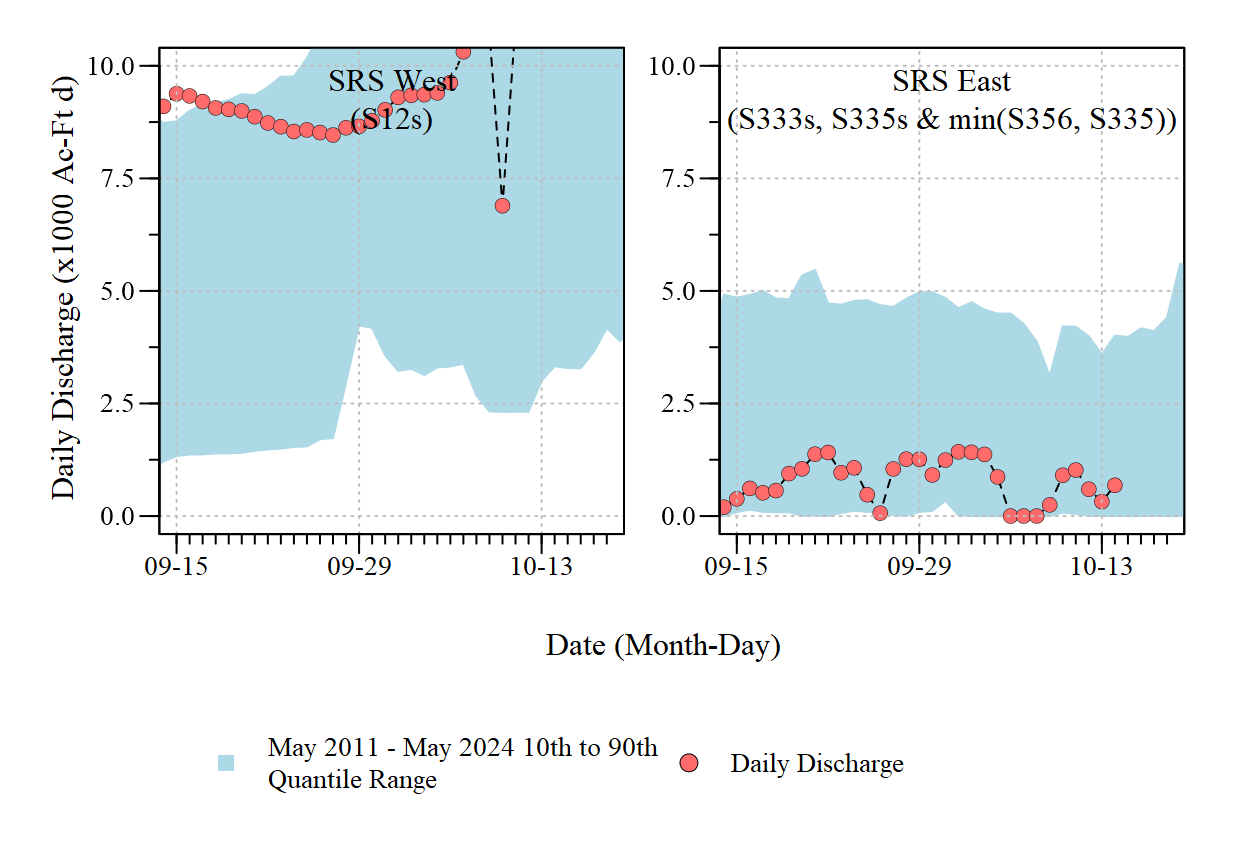 SRS West
(S12s)
SRS East
(S333s, S335s & min(S356, S335))
Daily Discharge (x1000 Ac-Ft d)
10.0
7.5
5.0
2.5
0.0
10.0
7.5
5.0
2.5
0.0
09-15
09-29
10-13
09-15
09-29
10-13
Date (Month-Day)
May 2011 - May 2024 10th to 90th
Quantile Range
Daily Discharge